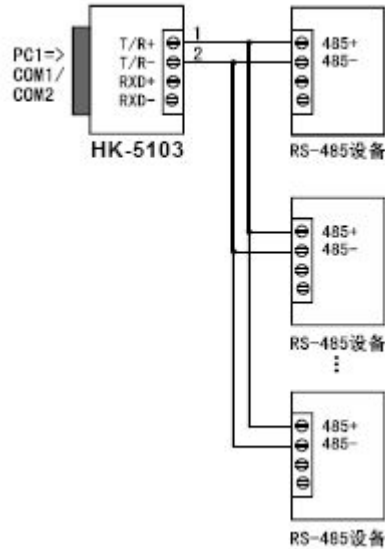 PC1=>
COM1/
COM2
T/R+
T/R-
RXD+
RXD-
1
2
HK-5103
485+
485-
RS-485设备
485+
485-
RS-485设备
⋮
485+
485-
RS-485设备